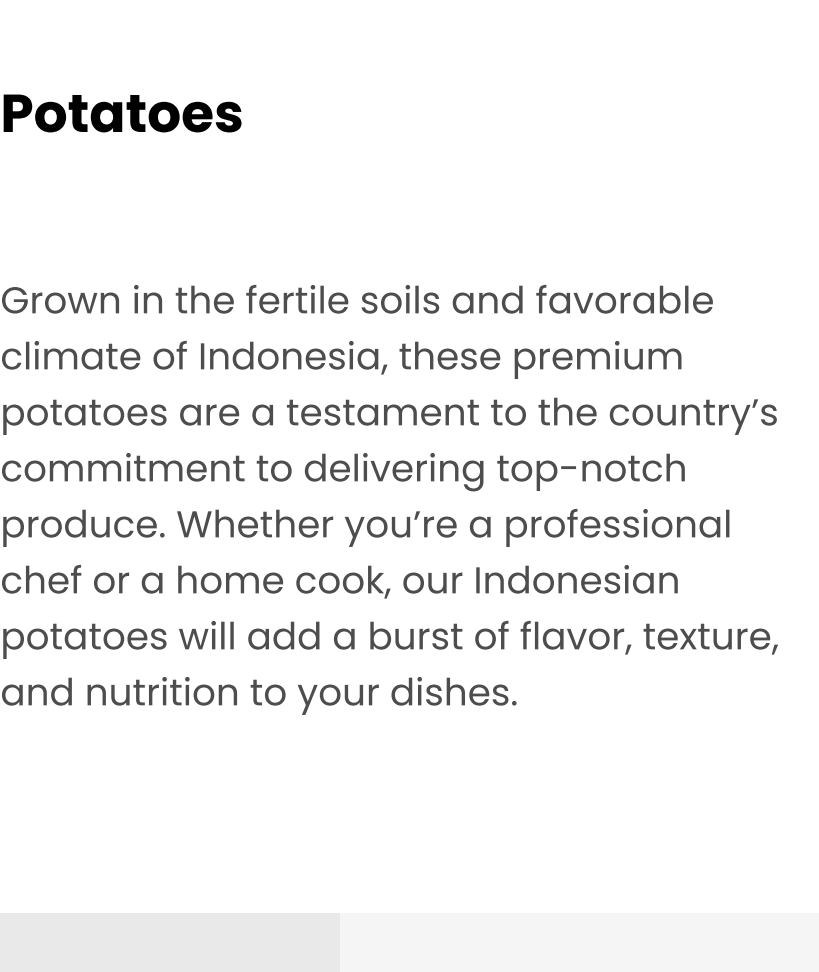 Potatoes
Grown in the fertile soils and favorable
climate of Indonesia, these premium
potatoes are a testament to the country’s
commitment to delivering top-notch
produce. Whether you’re a professional
chef or a home cook, our Indonesian
potatoes will add a burst of flavor, texture,
and nutrition to your dishes.